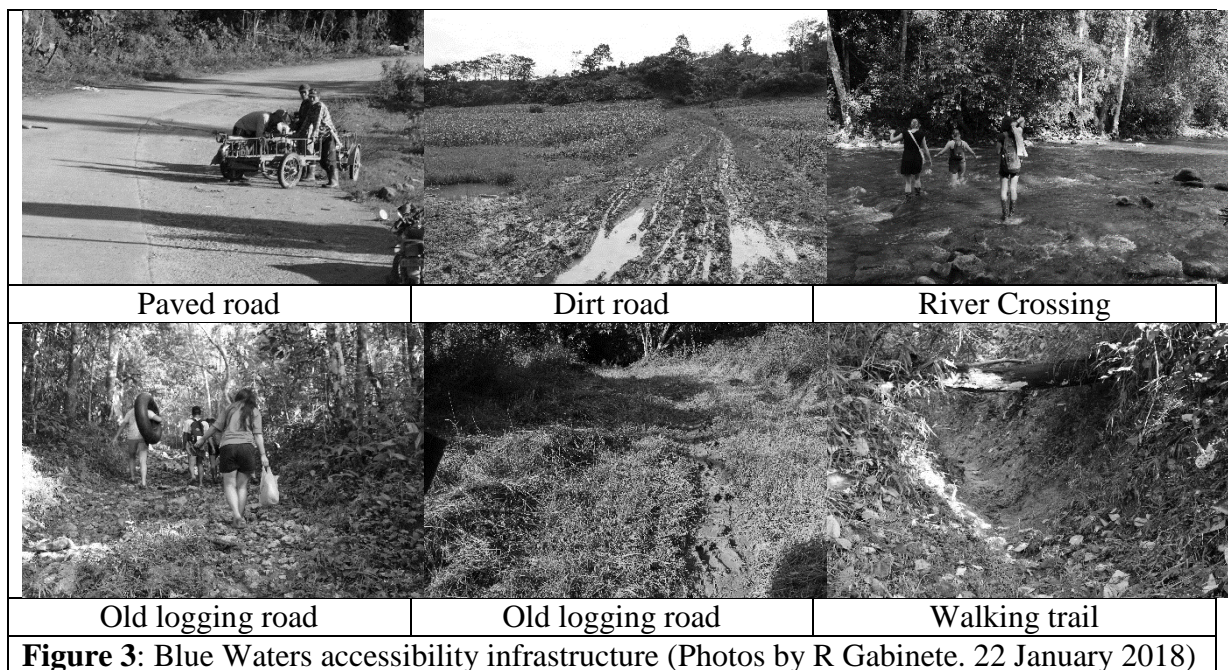 Paved road
Dirt road
River Crossing
Old logging road
Old logging road
Walking trail
Figure 3: Blue Waters accessibility infrastructure (Photos by R Gabinete. 22 January 2018)